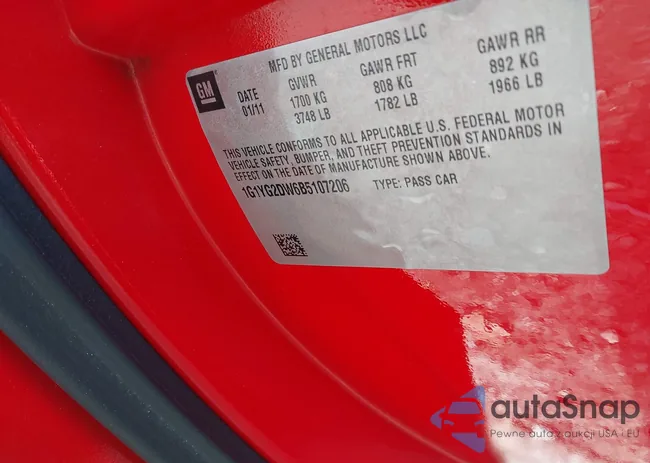 MFD BY GENERAL MOTORS LLC
GM
DATE GVWR GAWR FRT GAWR RR
01/11 1700 KG 808 KG 892 KG
3748 LB 1782 LB 1966 LB
THIS VEHICLE CONFORMS TO ALL APPLICABLE U.S. FEDERAL MOTOR
VEHICLE SAFETY, BUMPER, AND THEFT PREVENTION STANDARDS IN
EFFECT ON THE DATE OF MANUFACTURE SHOWN ABOVE.
1G1YG2DW6B5107206 TYPE: PASS CAR
autaSnap
Pewne auta z aukcji USA i EU